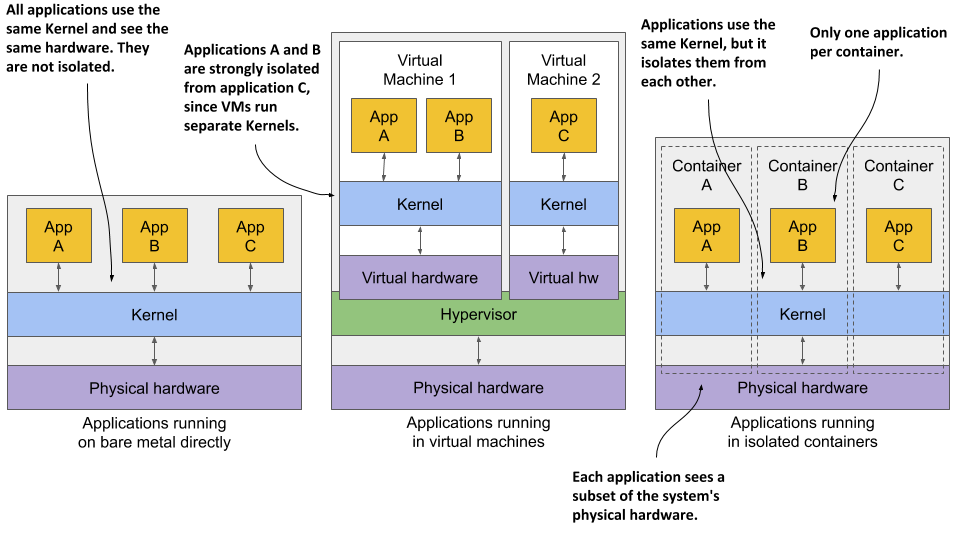 All applications use the
same Kernel and see the
same hardware. They
are not isolated.
App
A
App
B
App
C
Kernel
Physical hardware
Applications running
on bare metal directly
Applications A and B
are strongly isolated
from application C,
since VMs run
separate Kernels.
Virtual
Machine 1
App
A
App
B
Kernel
Virtual hardware
Virtual
Machine 2
App
C
Kernel
Virtual hw
Hypervisor
Physical hardware
Applications running
in virtual machines
Applications use the
same Kernel, but it
isolates them from
each other.
Only one application
per container.
Container
A
Container
B
Container
C
App
A
App
B
App
C
Kernel
Physical hardware
Applications running
in isolated containers
Each application sees a
subset of the system's
physical hardware.